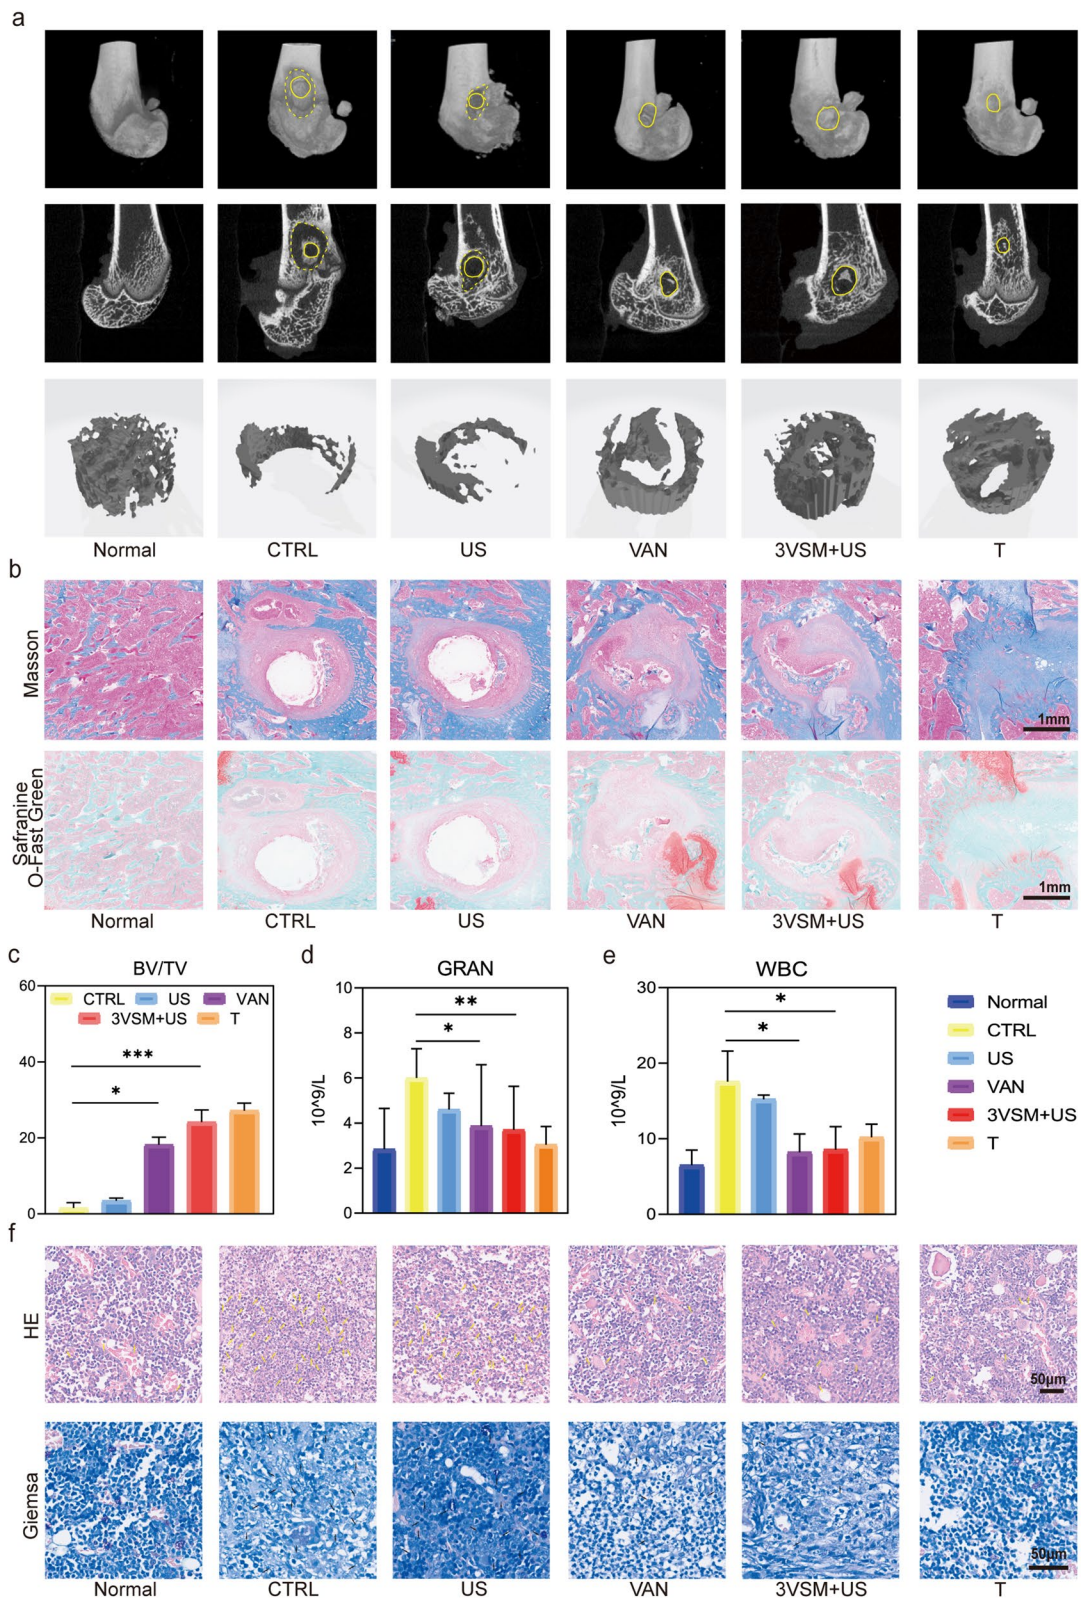 a
Normal CTRL US VAN 3VSM+US T
b
Masson
1mm
Safranine
O-Fast Green
1mm
Normal CTRL US VAN 3VSM+US T
c
BV/TV
60
CTRL US VAN
3VSM+US T
40
***
*
20
0
d
GRAN
10^9/L
10
**
*
8
6
4
2
0
e
WBC
10^9/L
30
*
*
20
10
0
Normal
CTRL
US
VAN
3VSM+US
T
f
HE
50μm
Giemsa
50μm
Normal CTRL US VAN 3VSM+US T